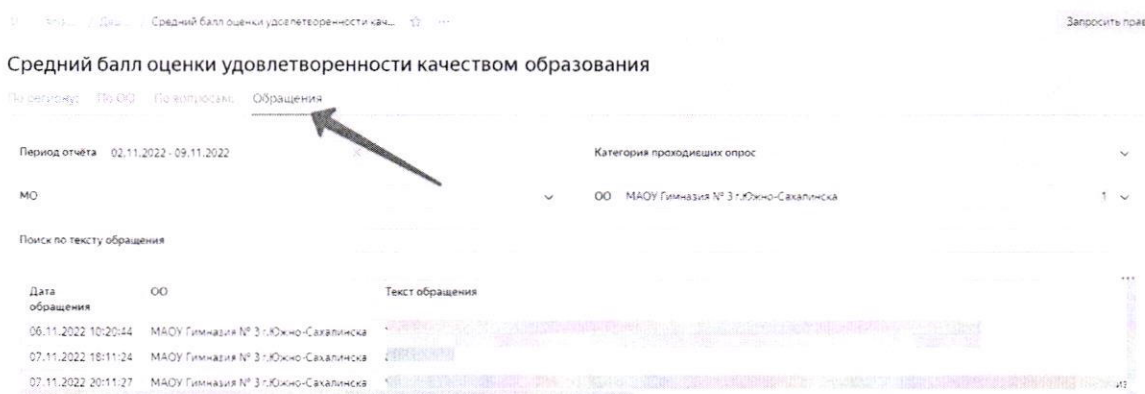 Средний балл оценки удовлетворенности кач... ☆ ...
Запросить прав
Средний балл оценки удовлетворенности качеством образования
По региону По ОО По вопросам Обращения
Период отчёта 02.11.2022 - 09.11.2022 ×
Категория проходивших опрос
МО
ОО МАОУ Гимназия № 3 г.Южно-Сахалинска 1
Поиск по тексту обращения
...
Дата обращения ОО Текст обращения
06.11.2022 10:20:44 МАОУ Гимназия № 3 г.Южно-Сахалинска
07.11.2022 18:11:24 МАОУ Гимназия № 3 г.Южно-Сахалинска
07.11.2022 20:11:27 МАОУ Гимназия № 3 г.Южно-Сахалинска